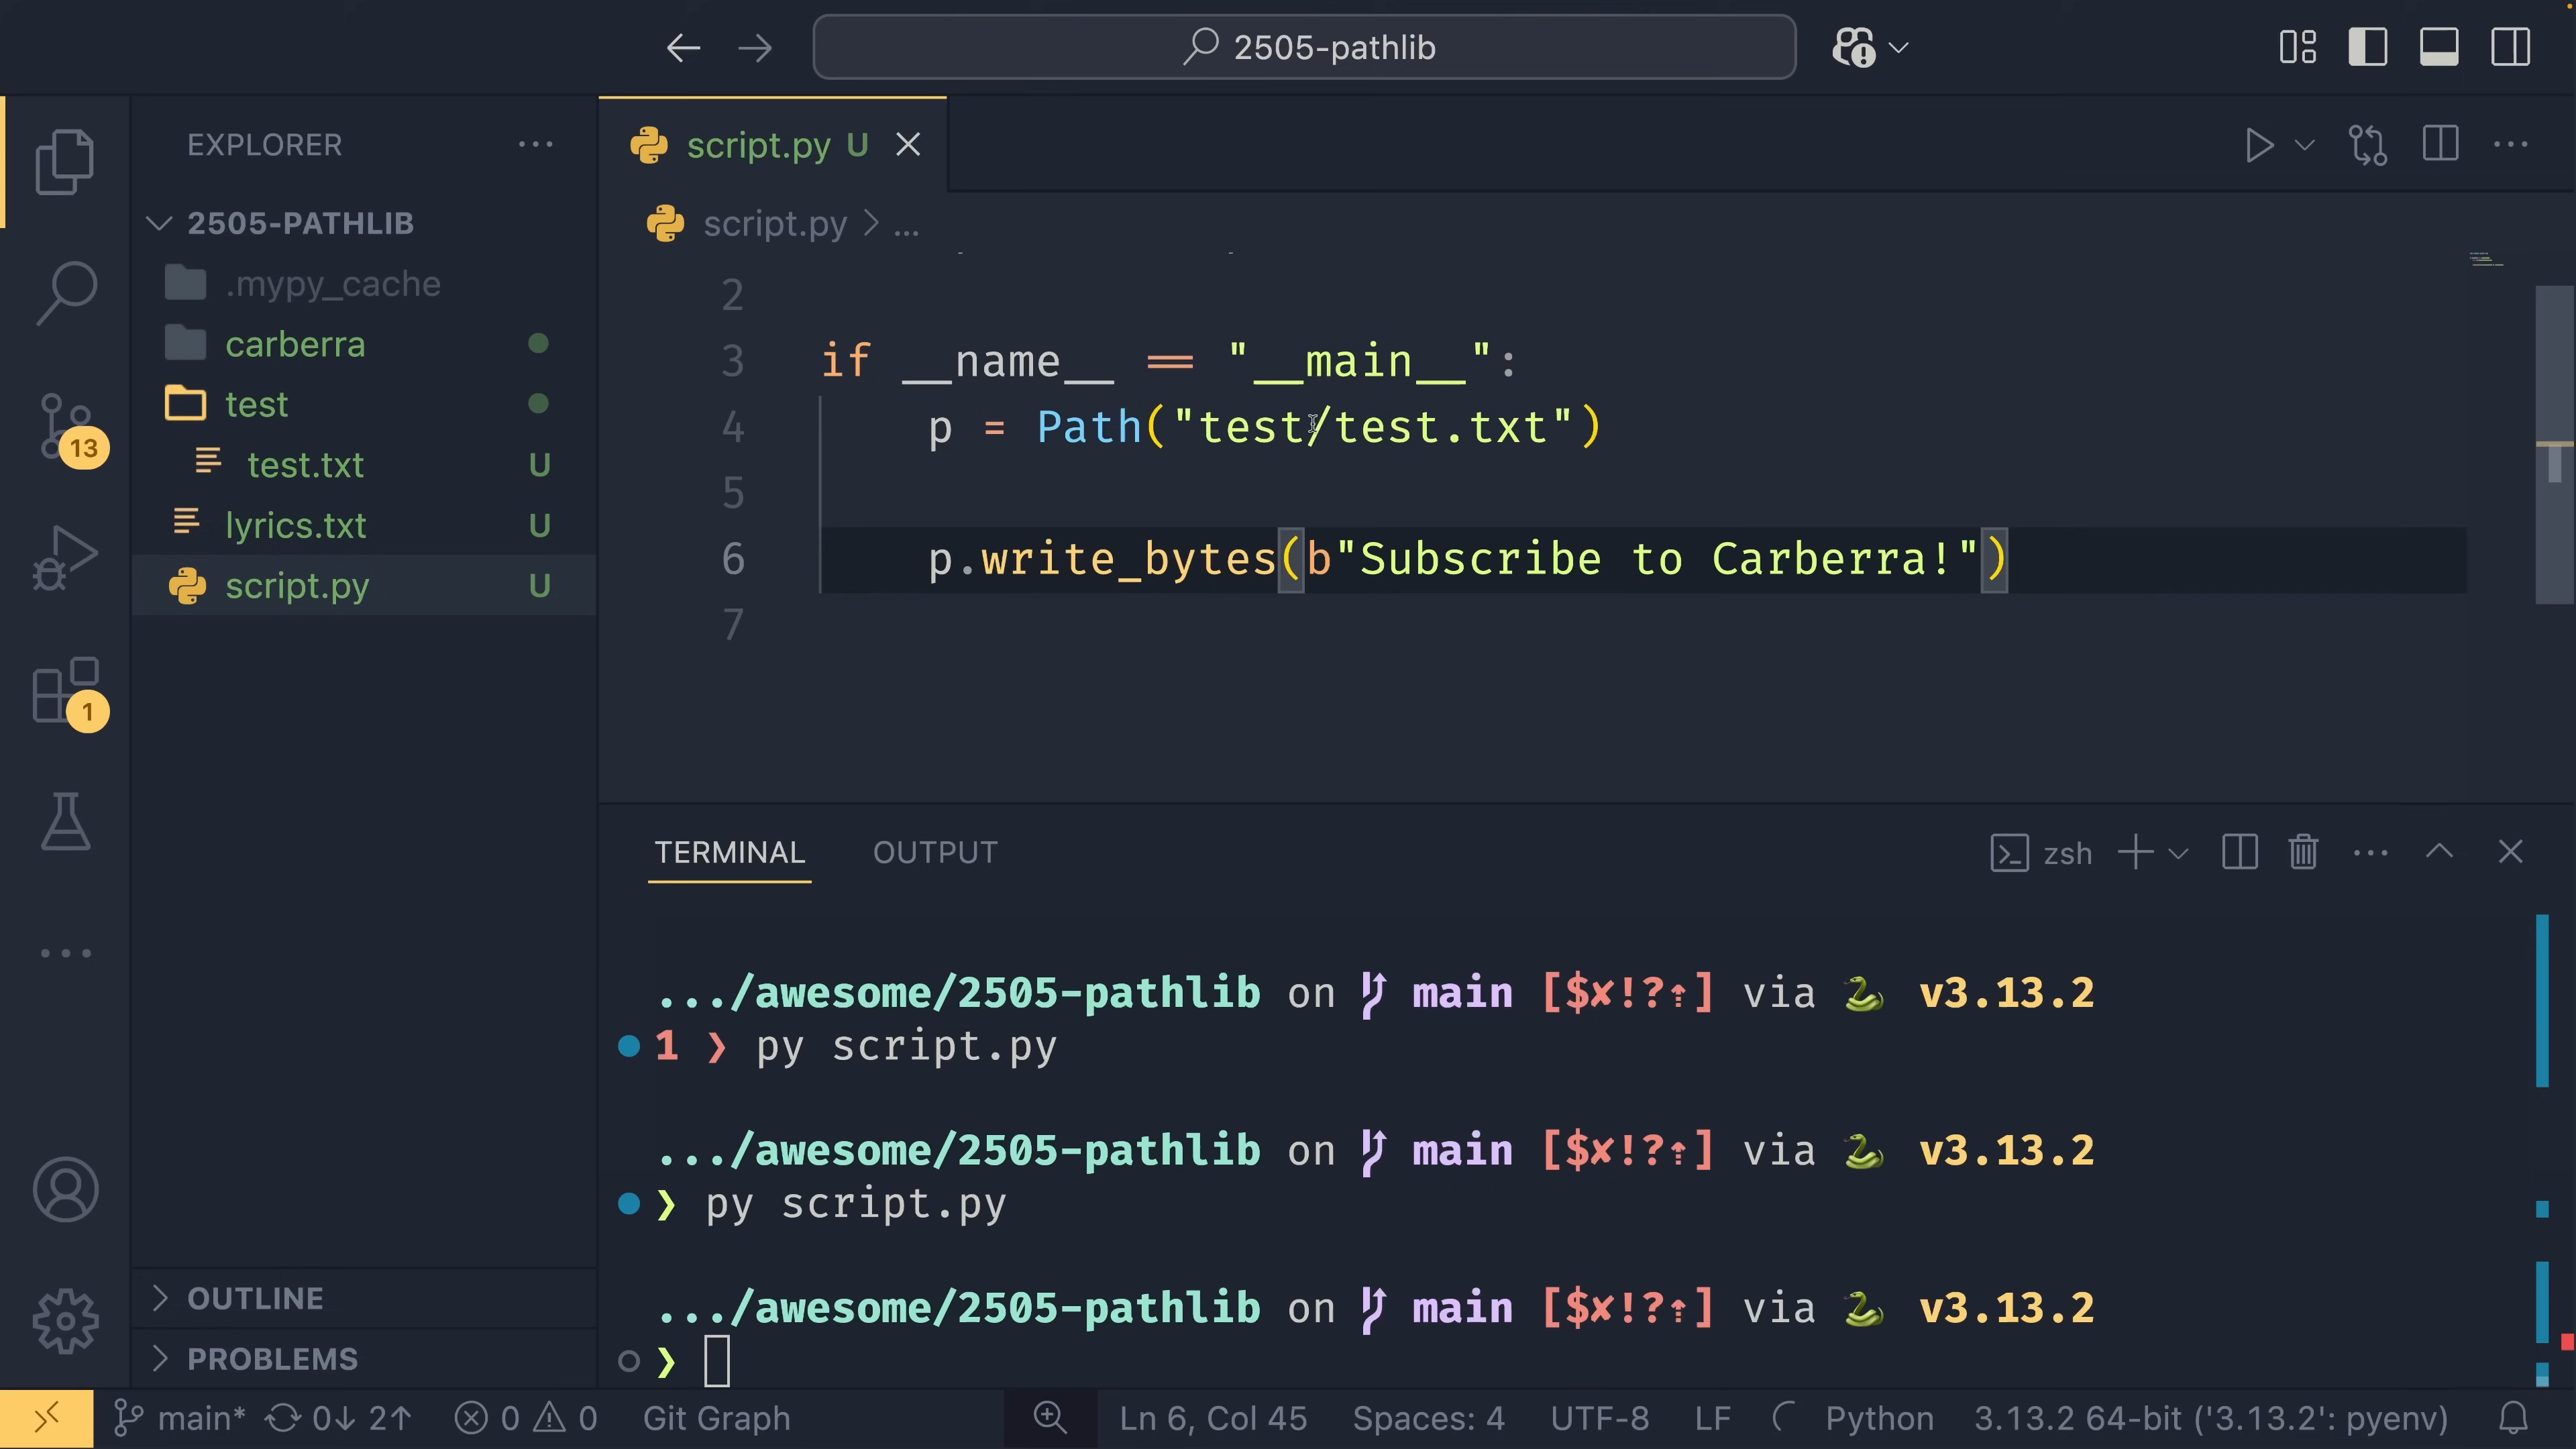 2505-pathlib
EXPLORER
script.py U
2505-PATHLIB
script.py > ...
.mypy_cache
carberra
test
test.txt U
lyrics.txt U
script.py U
2
3 if __name__ == "__main__":
4 p = Path("test/test.txt")
5
6 p.write_bytes(b"Subscribe to Carberra!")
7
13
1
TERMINAL OUTPUT
zsh
.../awesome/2505-pathlib on main [$✘!?⇡] via 🐍 v3.13.2
1 ❯ py script.py
.../awesome/2505-pathlib on main [$✘!?⇡] via 🐍 v3.13.2
❯ py script.py
.../awesome/2505-pathlib on main [$✘!?⇡] via 🐍 v3.13.2
❯
OUTLINE
PROBLEMS
main* 0↓ 2↑ 0 0 Git Graph Ln 6, Col 45 Spaces: 4 UTF-8 LF Python 3.13.2 64-bit ('3.13.2': pyenv)